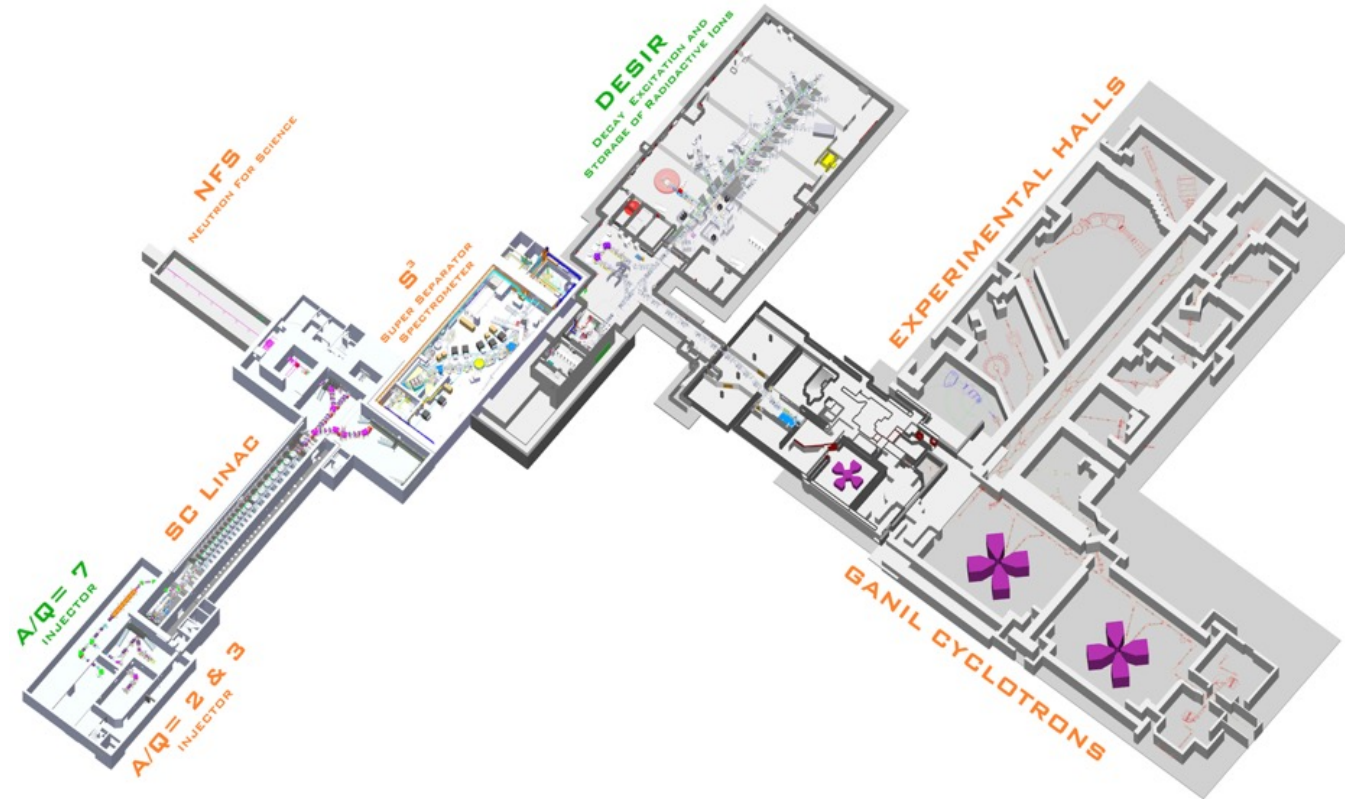 NFS
NEUTRON FOR SCIENCE
DESIR
DECAY EXCITATION AND
STORAGE OF RADIOACTIVE IONS
S³
SUPER SEPARATOR
SPECTROMETER
EXPERIMENTAL HALLS
SC LINAC
A/Q= 7
INJECTOR
A/Q= 2 & 3
INJECTOR
GANIL CYCLOTRONS